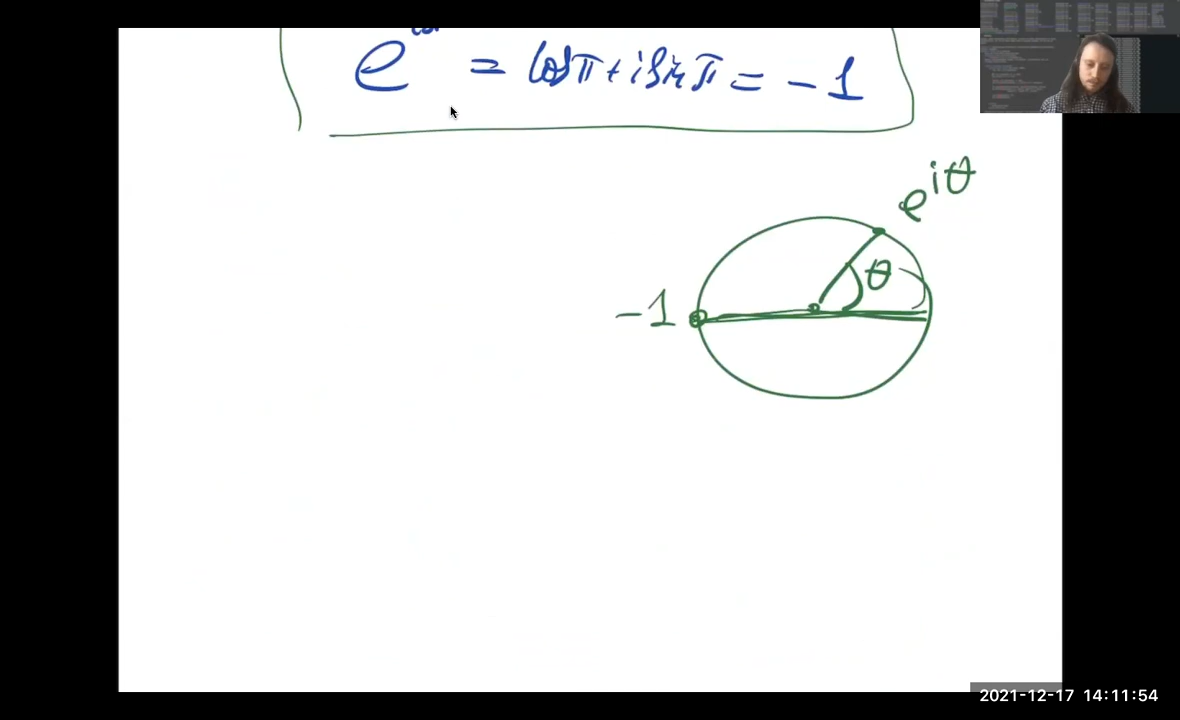 e = cos π + i sin π = -1
e^{iθ}
θ
-1
2021-12-17 14:11:54